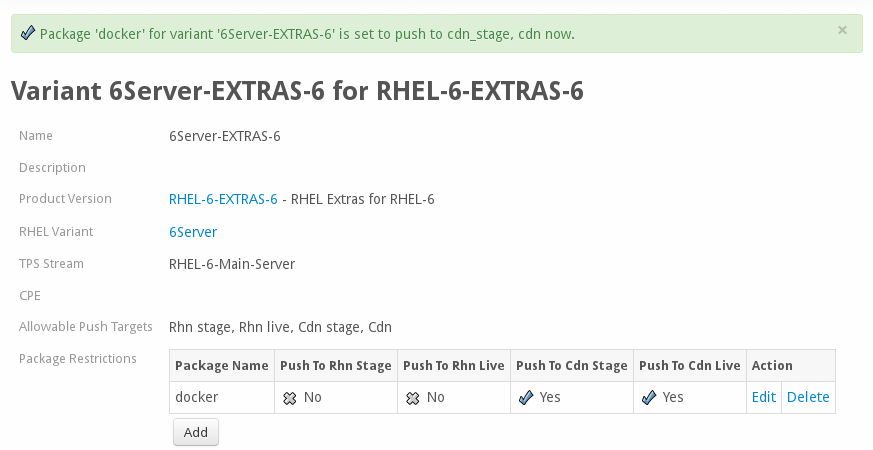 Package 'docker' for variant '6Server-EXTRAS-6' is set to push to cdn_stage, cdn now. ×
Variant 6Server-EXTRAS-6 for RHEL-6-EXTRAS-6
Name 6Server-EXTRAS-6
Description
Product Version RHEL-6-EXTRAS-6 - RHEL Extras for RHEL-6
RHEL Variant 6Server
TPS Stream RHEL-6-Main-Server
CPE
Allowable Push Targets Rhn stage, Rhn live, Cdn stage, Cdn
Package Restrictions
Package Name Push To Rhn Stage Push To Rhn Live Push To Cdn Stage Push To Cdn Live Action
docker No No Yes Yes Edit Delete
Add